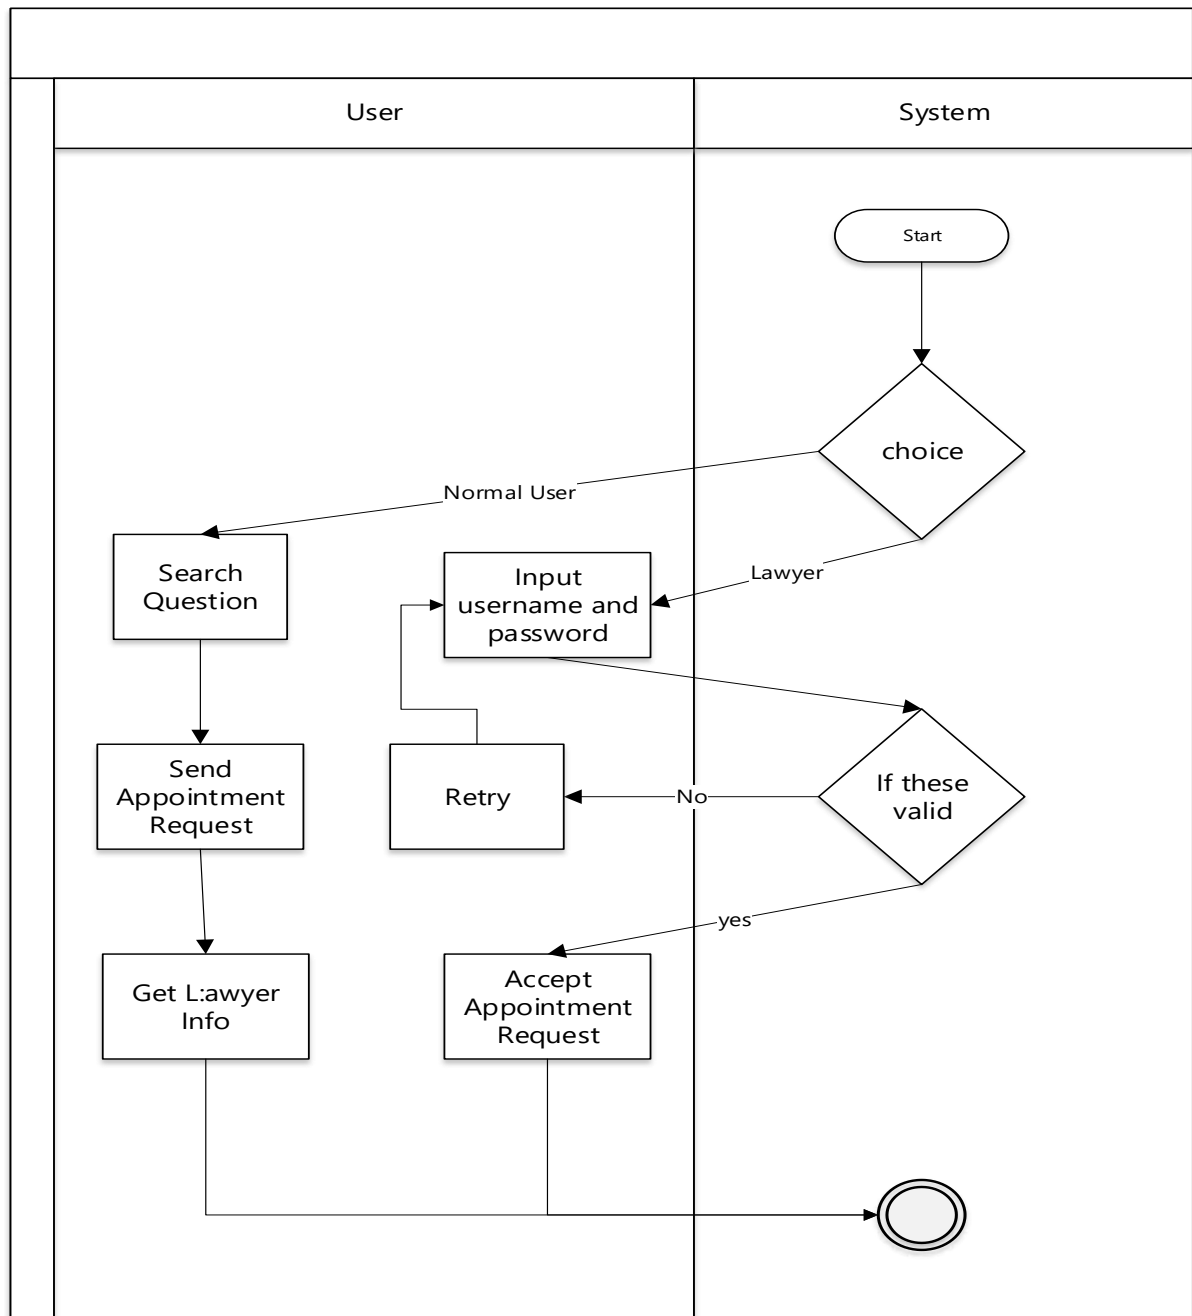 User
System
Start
choice
Normal User
Lawyer
Search
Question
Input
username and
password
Send
Appointment
Request
Retry
No
If these
valid
yes
Get L:awyer
Info
Accept
Appointment
Request